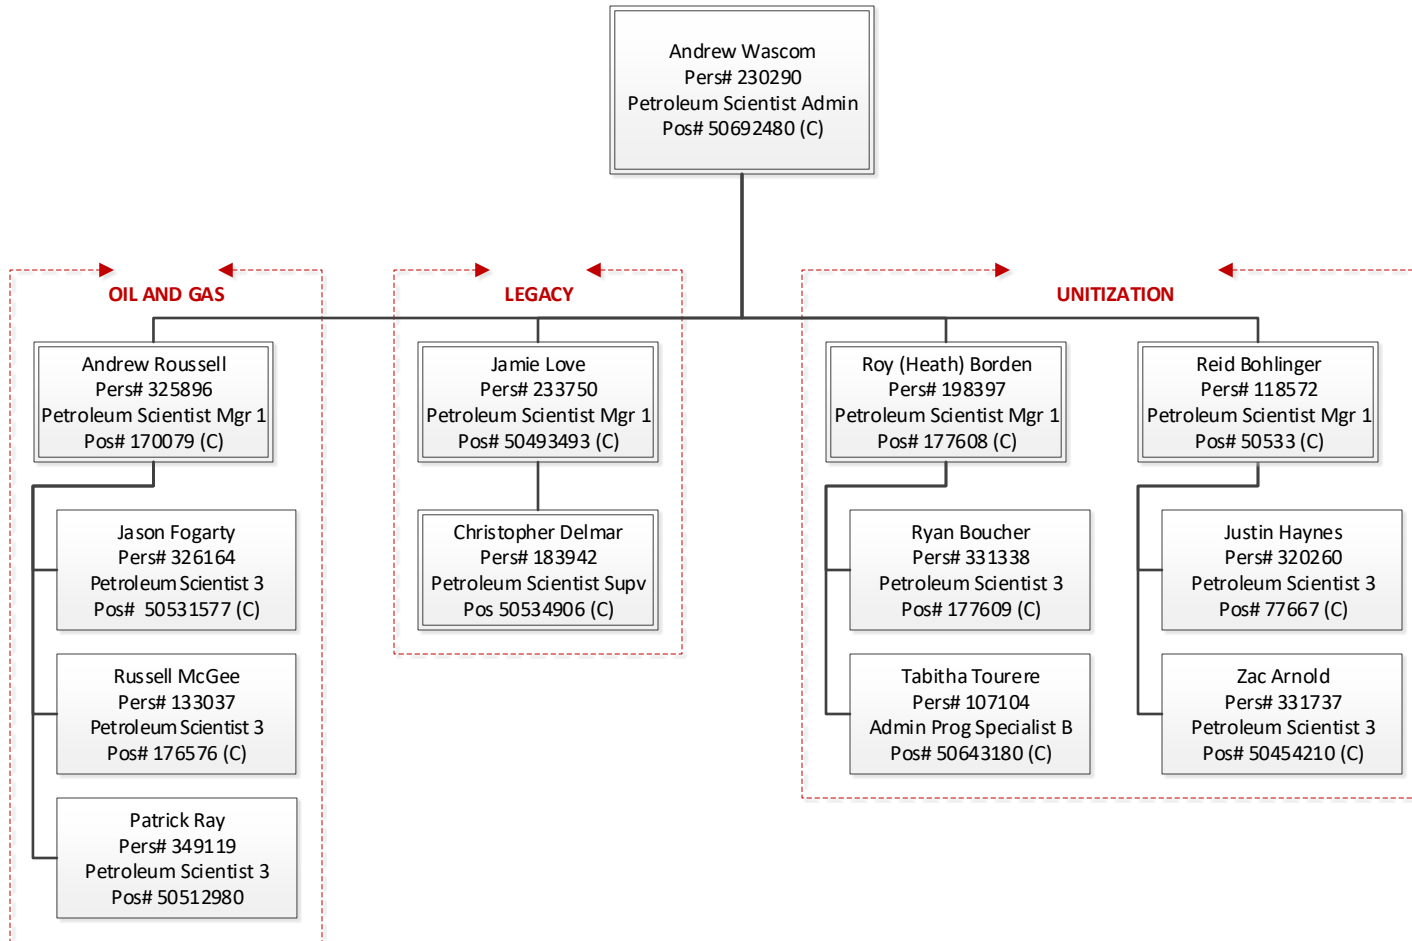 Andrew Wascom
Pers# 230290
Petroleum Scientist Admin
Pos# 50692480 (C)
OIL AND GAS
Andrew Roussell
Pers# 325896
Petroleum Scientist Mgr 1
Pos# 170079 (C)
Jason Fogarty
Pers# 326164
Petroleum Scientist 3
Pos#  50531577 (C)
Russell McGee
Pers# 133037
Petroleum Scientist 3
Pos# 176576 (C)
Patrick Ray
Pers# 349119
Petroleum Scientist 3
Pos# 50512980
LEGACY
Jamie Love
Pers# 233750
Petroleum Scientist Mgr 1
Pos# 50493493 (C)
Christopher Delmar
Pers# 183942
Petroleum Scientist Supv
Pos 50534906 (C)
UNITIZATION
Roy (Heath) Borden
Pers# 198397
Petroleum Scientist Mgr 1
Pos# 177608 (C)
Ryan Boucher
Pers# 331338
Petroleum Scientist 3
Pos# 177609 (C)
Tabitha Tourere
Pers# 107104
Admin Prog Specialist B
Pos# 50643180 (C)
Reid Bohlinger
Pers# 118572
Petroleum Scientist Mgr 1
Pos# 50533 (C)
Justin Haynes
Pers# 320260
Petroleum Scientist 3
Pos# 77667 (C)
Zac Arnold
Pers# 331737
Petroleum Scientist 3
Pos# 50454210 (C)